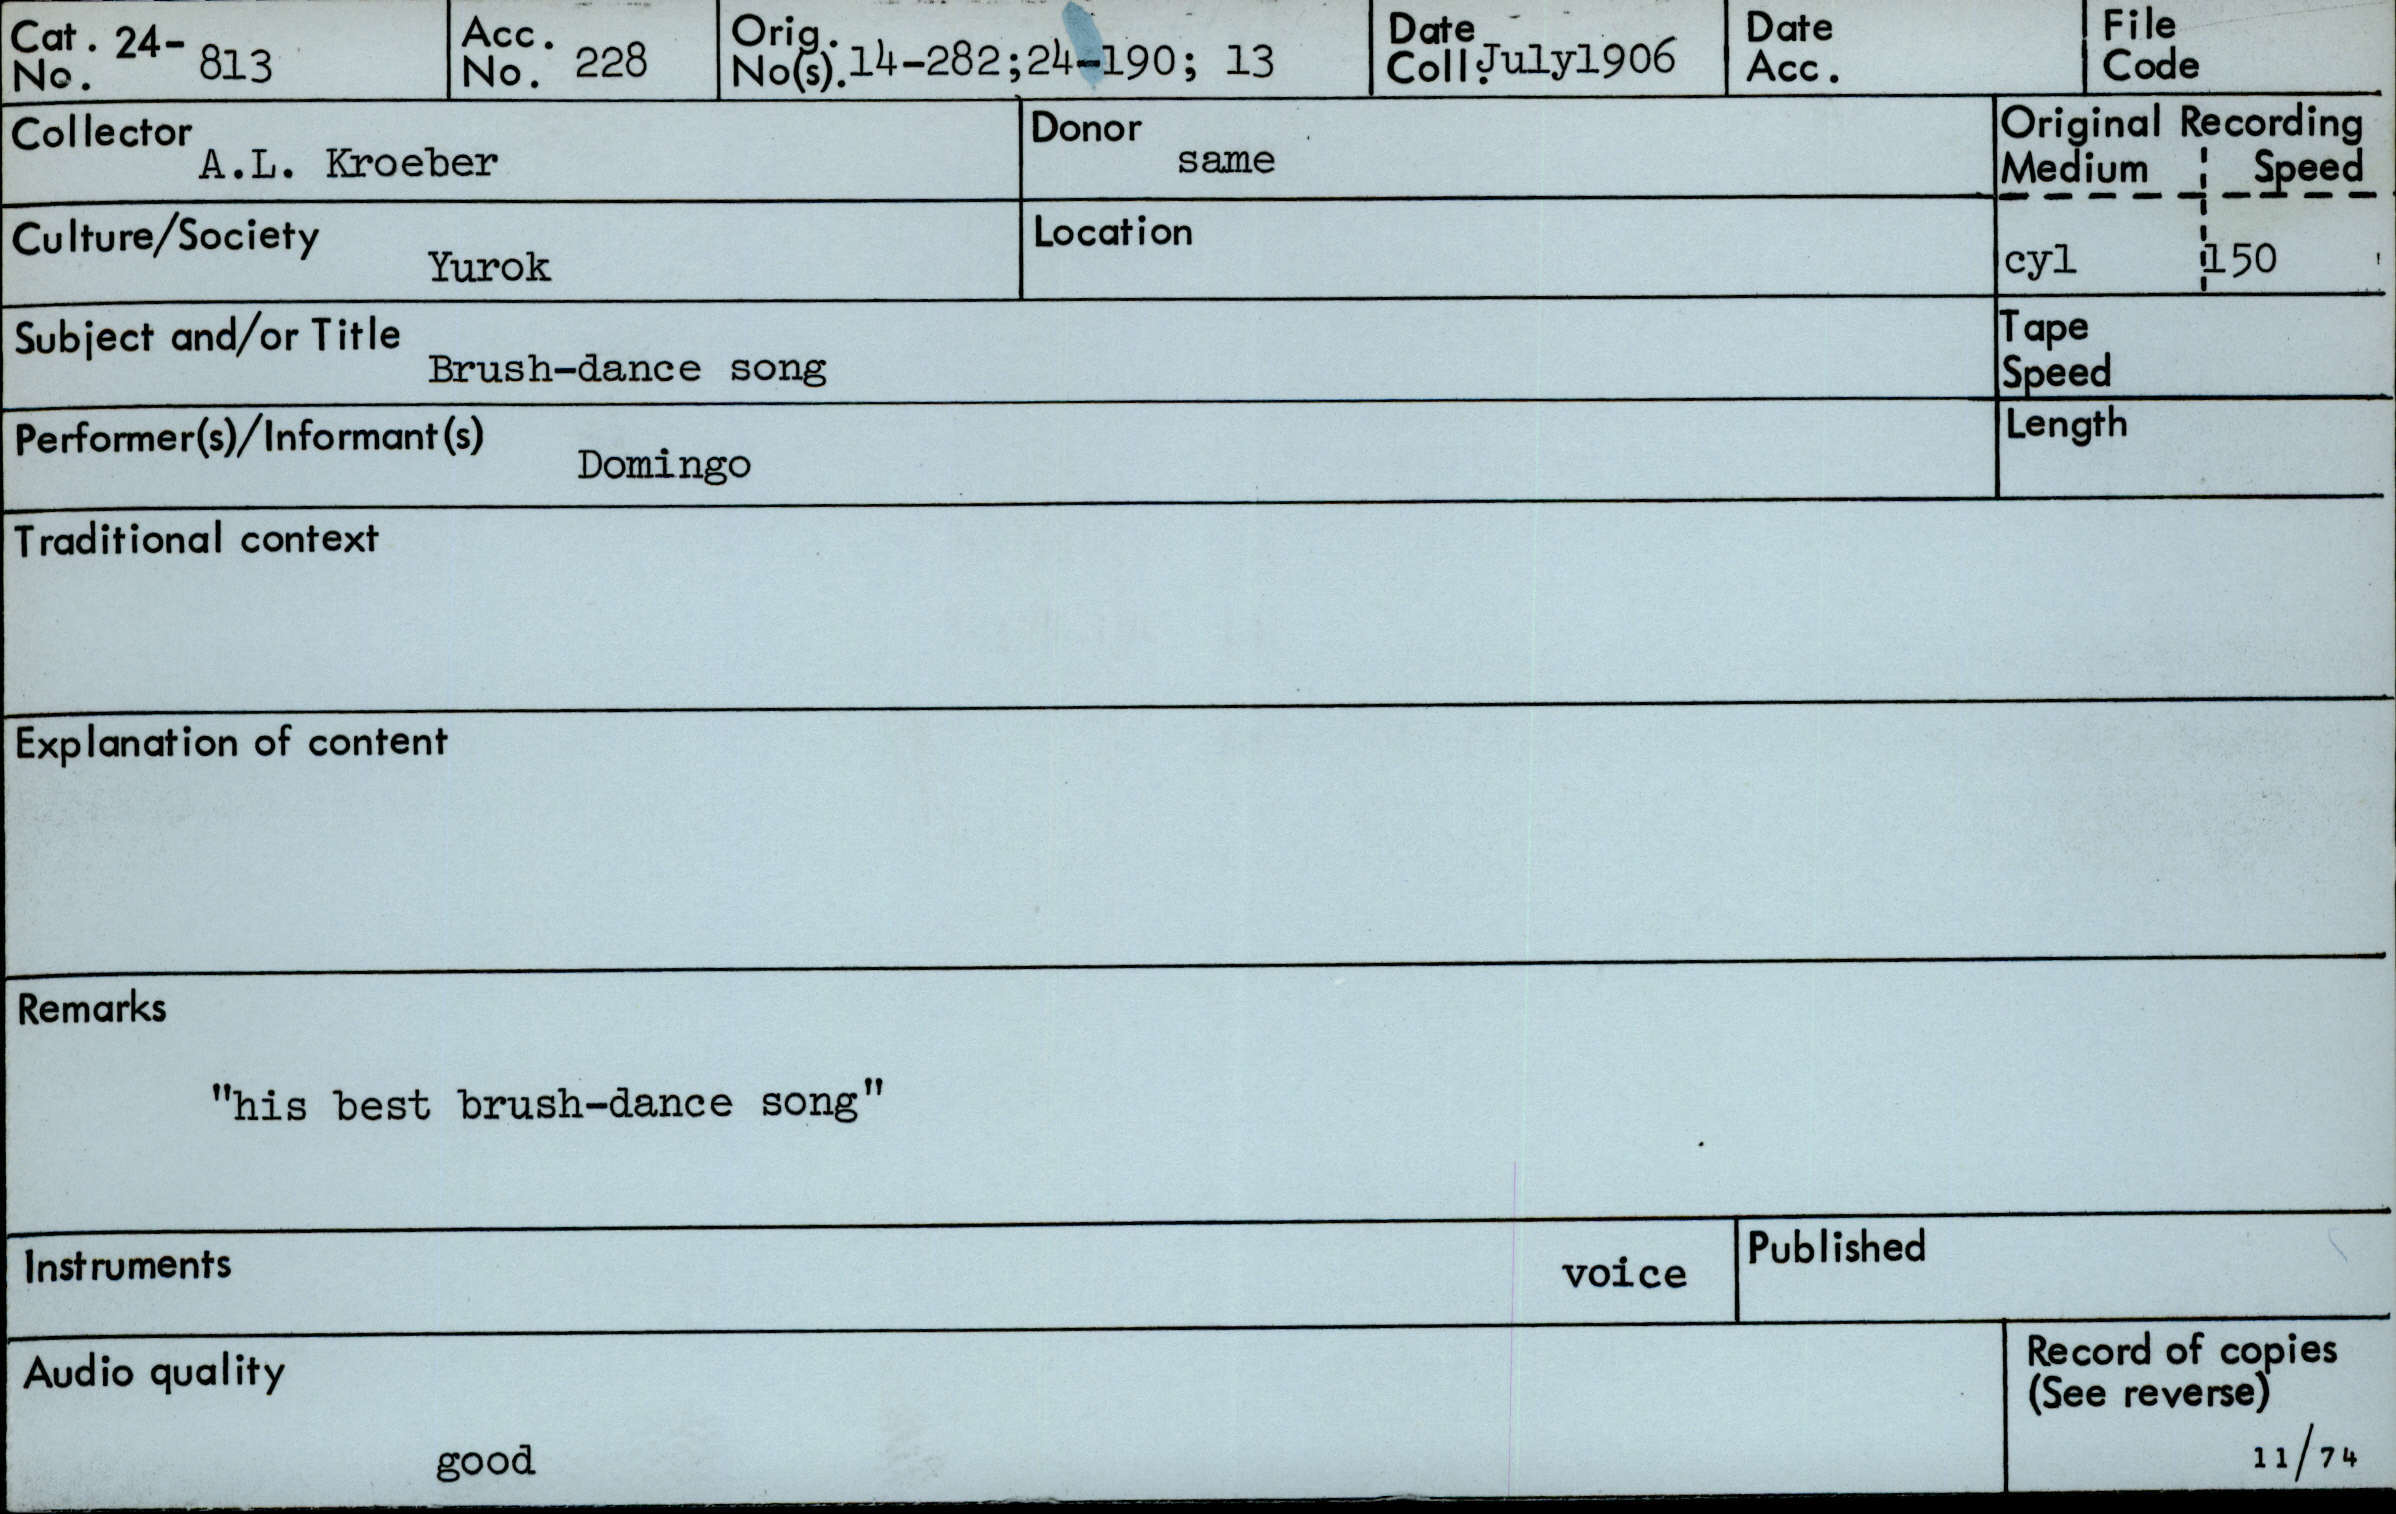 Cat. No. 24-813
Acc. No. 228
Orig. No(s). 14-282;24-190; 13
Date Coll. July1906
Date Acc.
File Code
Collector
A.L. Kroeber
Donor
same
Original Recording
Medium Speed
cyl 150
Culture/Society
Yurok
Location
Subject and/or Title
Brush-dance song
Tape
Speed
Performer(s)/Informant(s)
Domingo
Length
Traditional context
Explanation of content
Remarks
"his best brush-dance song"
Instruments
voice
Published
Audio quality
good
Record of copies
(See reverse)
11/74